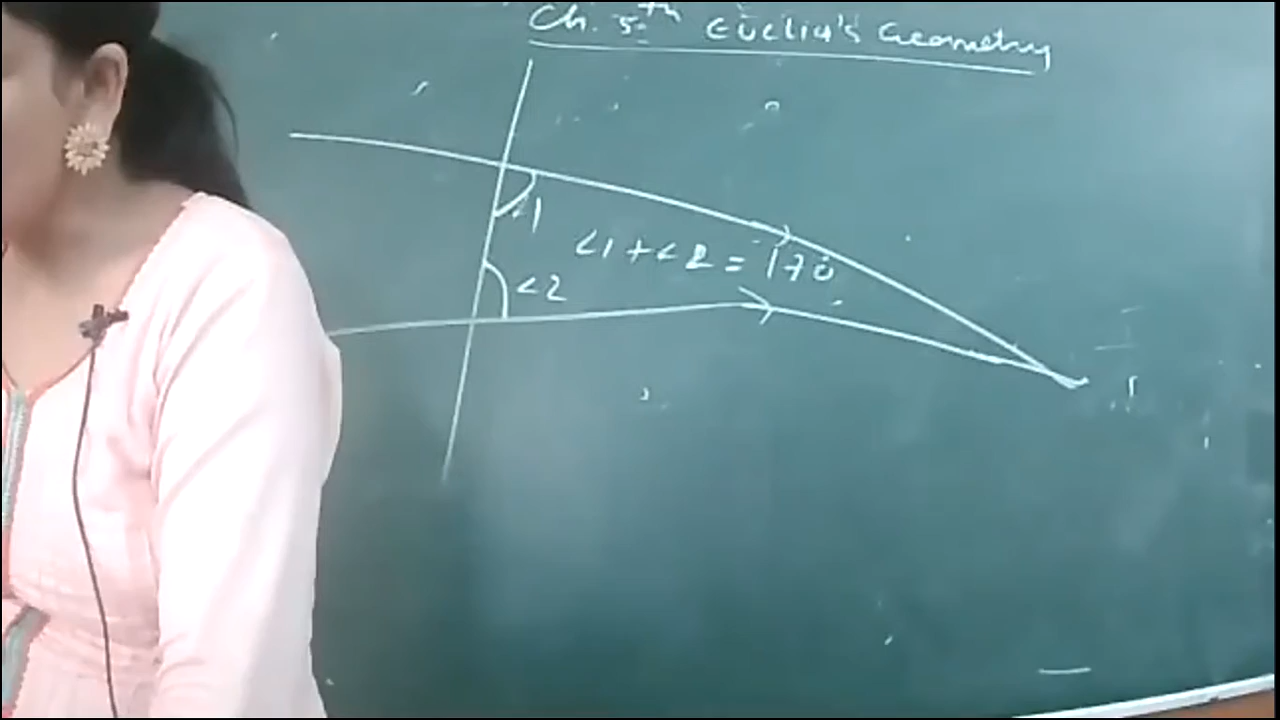 Ch. 5th Euclid's Geometry
<1
<1 + <2 = 170°
<2